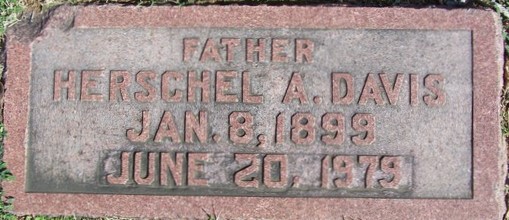 FATHER
HERSCHEL A. DAVIS
JAN. 8, 1899
JUNE 20, 1979